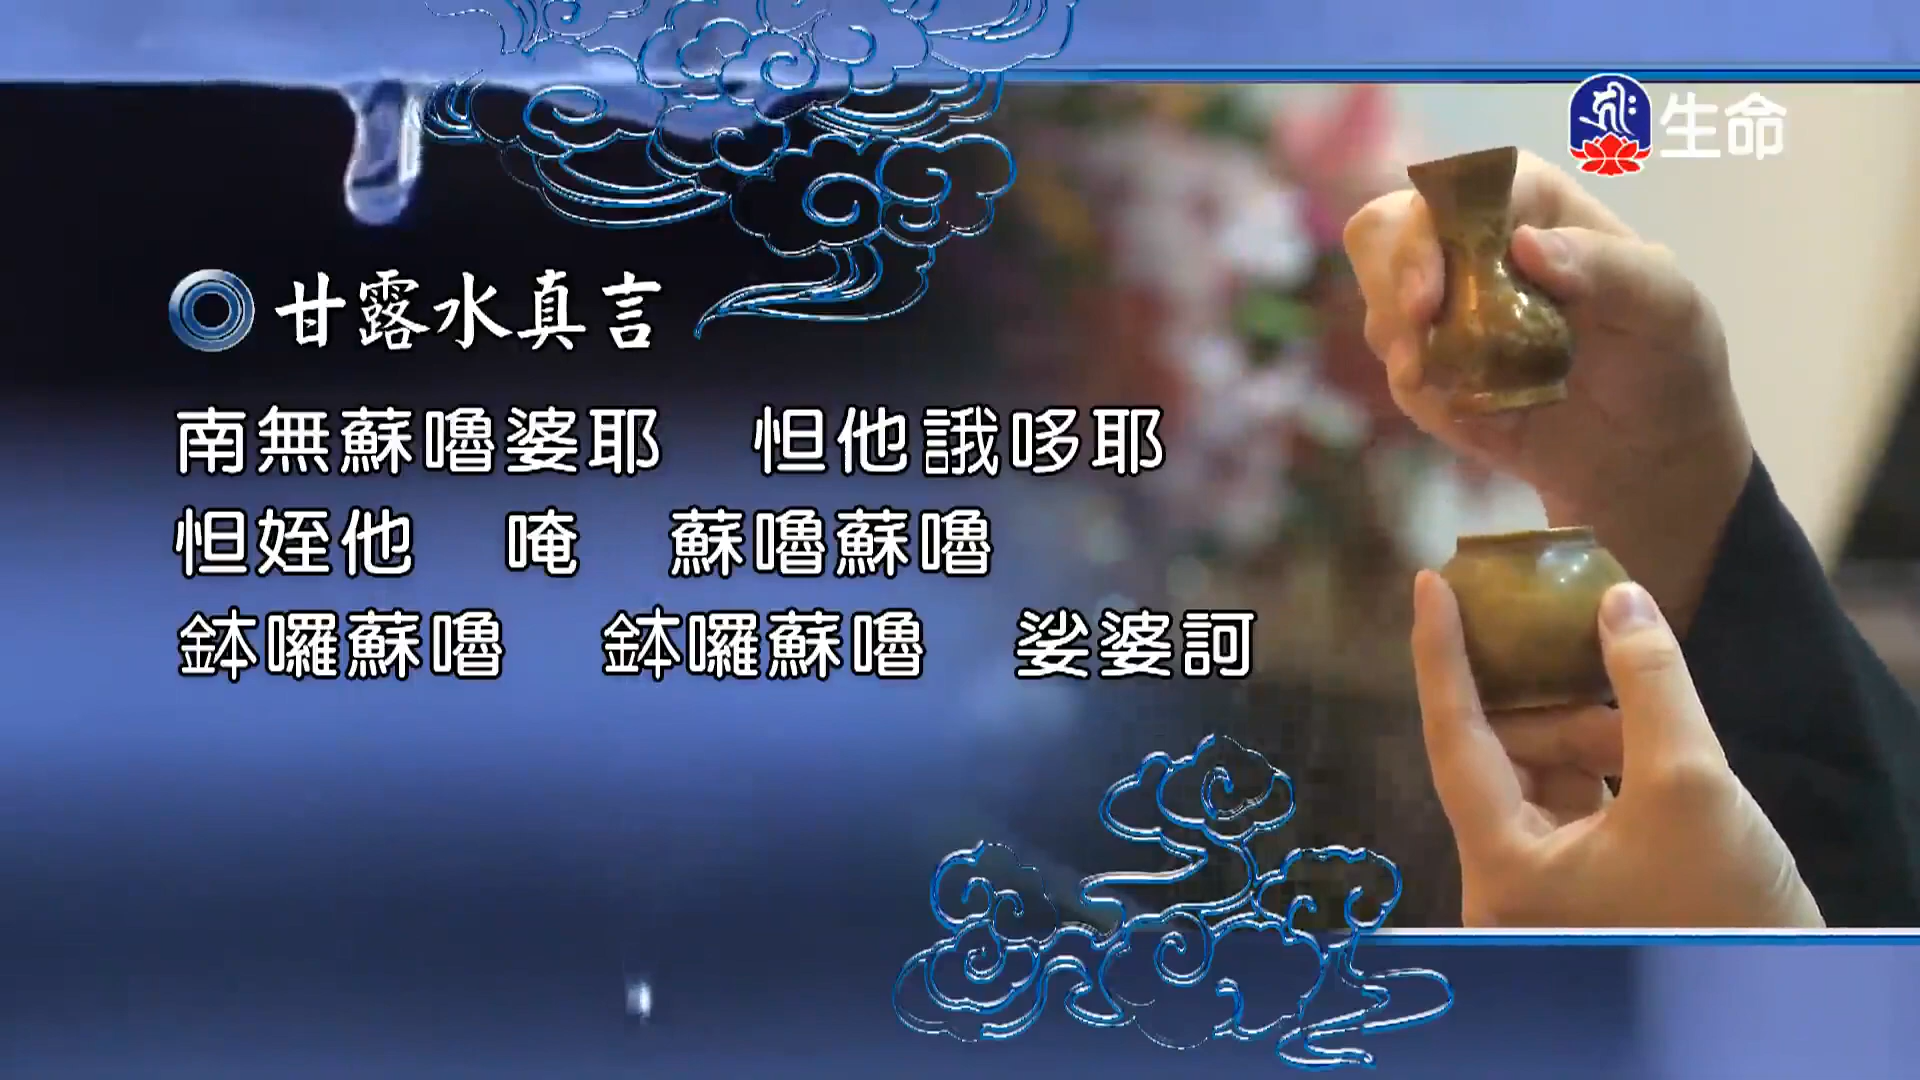 生命
甘露水真言
南無蘇嚕婆耶　怛他誐哆耶
怛姪他　唵　蘇嚕蘇嚕
鉢囉蘇嚕　鉢囉蘇嚕　娑婆訶